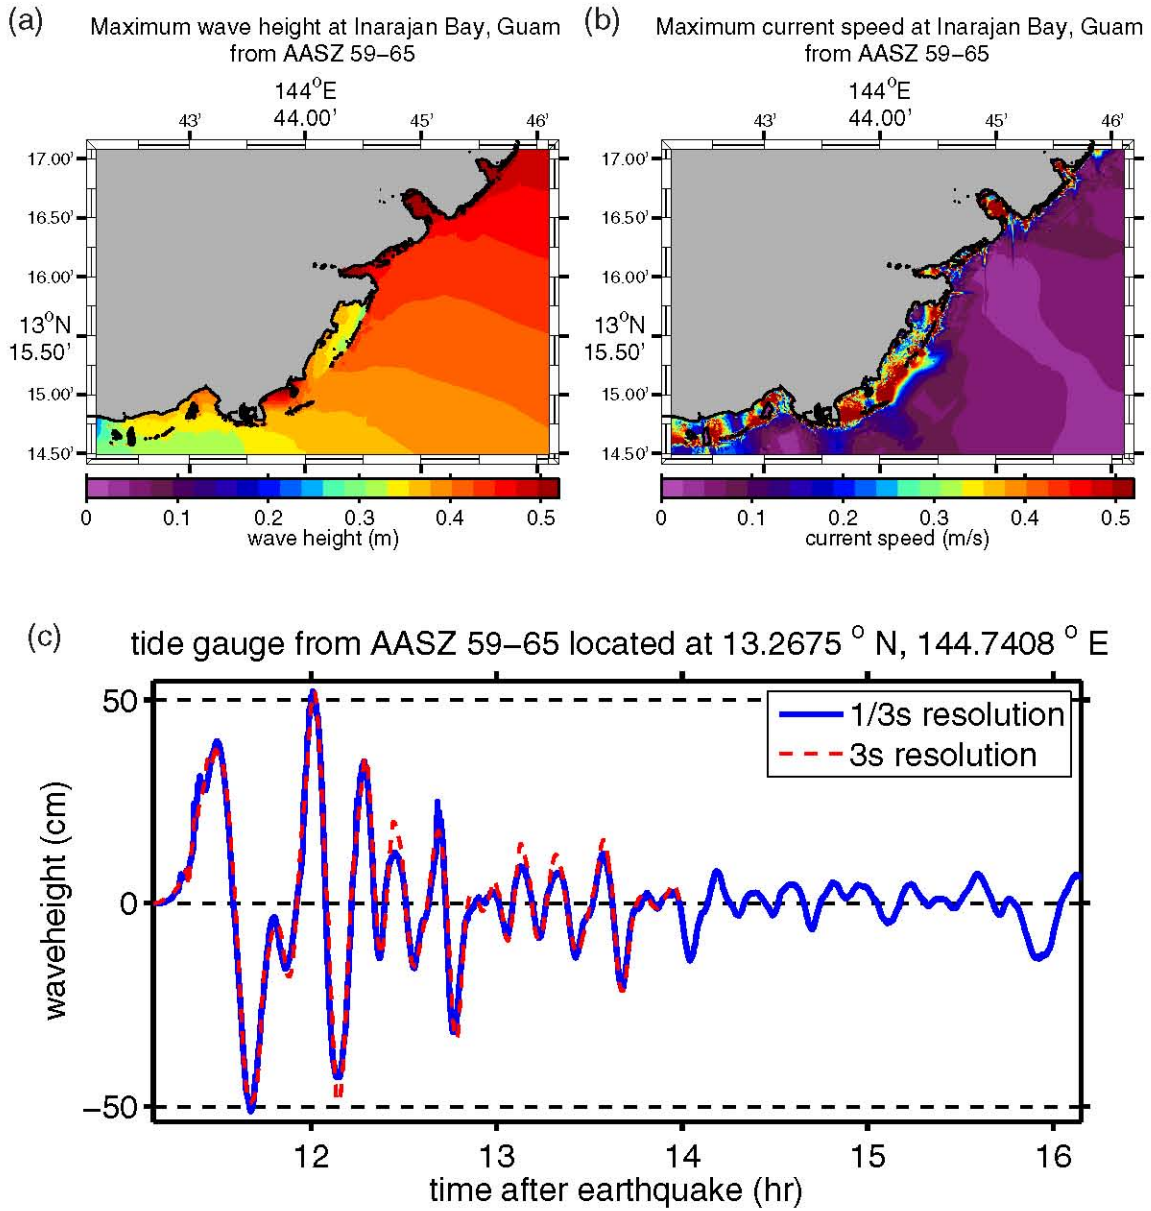 (a)
Maximum wave height at Inarajan Bay, Guam
from AASZ 59−65
144°E
43' 44.00' 45' 46'
17.00'
16.50'
16.00'
13°N
15.50'
15.00'
14.50'
0 0.1 0.2 0.3 0.4 0.5
wave height (m)
(b)
Maximum current speed at Inarajan Bay, Guam
from AASZ 59−65
144°E
43' 44.00' 45' 46'
17.00'
16.50'
16.00'
13°N
15.50'
15.00'
14.50'
0 0.1 0.2 0.3 0.4 0.5
current speed (m/s)
(c)
tide gauge from AASZ 59−65 located at 13.2675 ° N, 144.7408 ° E
1/3s resolution
3s resolution
50
0
−50
waveheight (cm)
12 13 14 15 16
time after earthquake (hr)